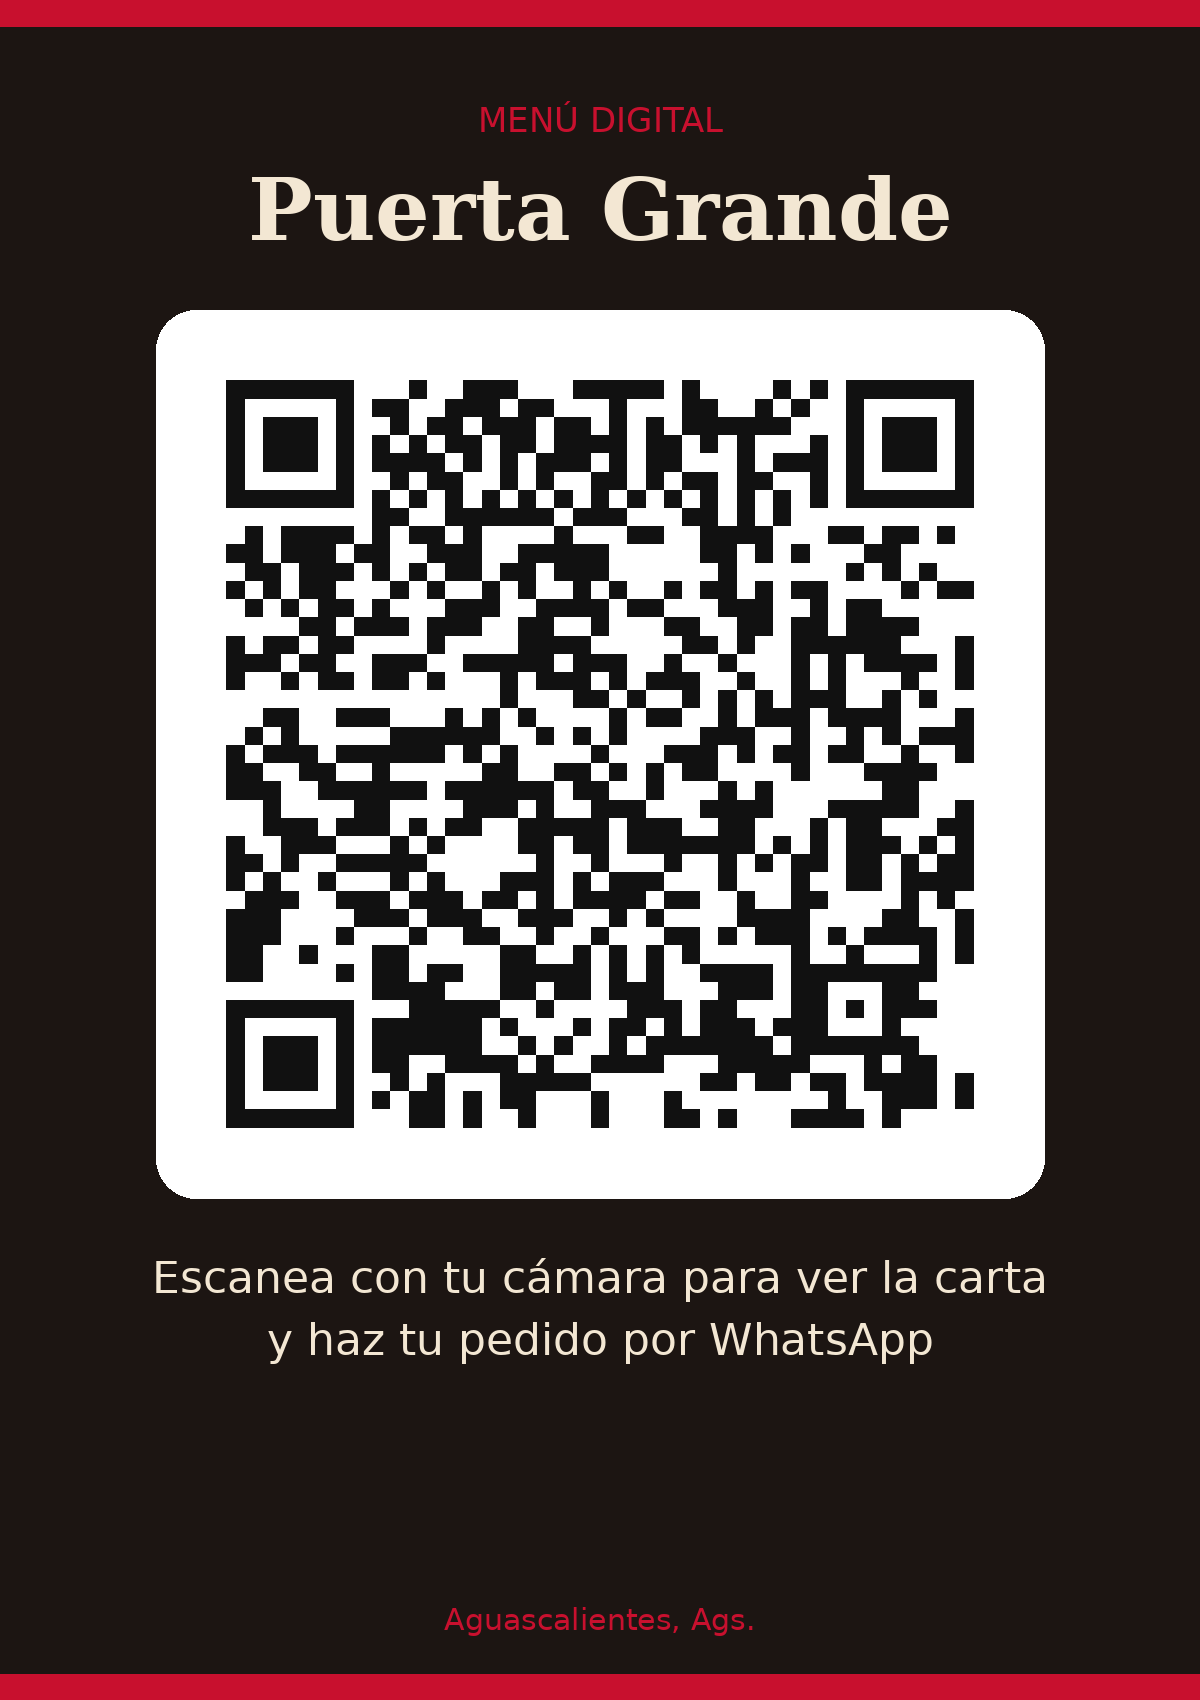 MENÚ DIGITAL
Puerta Grande
Escanea con tu cámara para ver la carta
y haz tu pedido por WhatsApp
Aguascalientes, Ags.